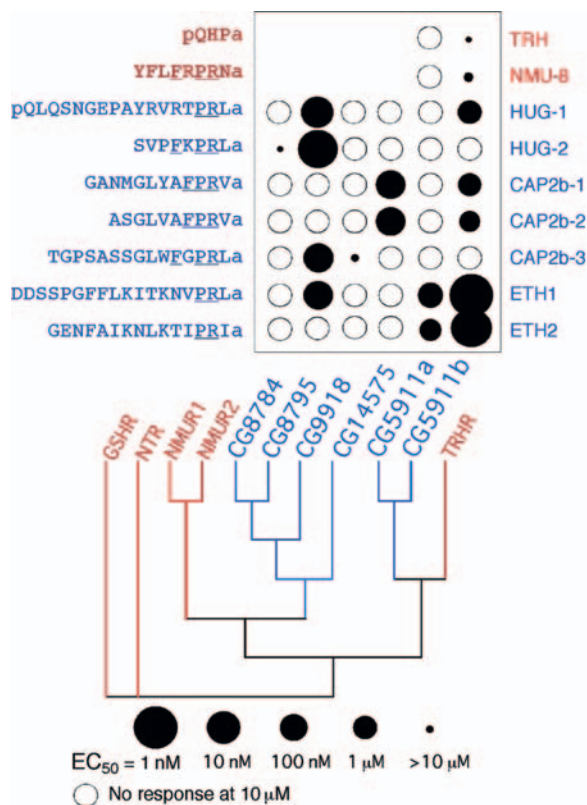 pQHPa TRH
YFLFRPRNa NMU-8
pQLQSNGEPAYRVRTPRLa HUG-1
SVPFKPRLa HUG-2
GANMGLYAFPRVa CAP2b-1
ASGLVAFPRVa CAP2b-2
TGPSASSGLWFGPRLa CAP2b-3
DDSSPGFFLKITKNVPRLa ETH1
GENFAIKNLKTIPRIa ETH2
GSHR NTR NMUR1 NMUR2 CG8784 CG8795 CG9918 CG14575 CG5911a CG5911b TRHR
EC50 = 1 nM 10 nM 100 nM 1 μM >10 μM
No response at 10 μM